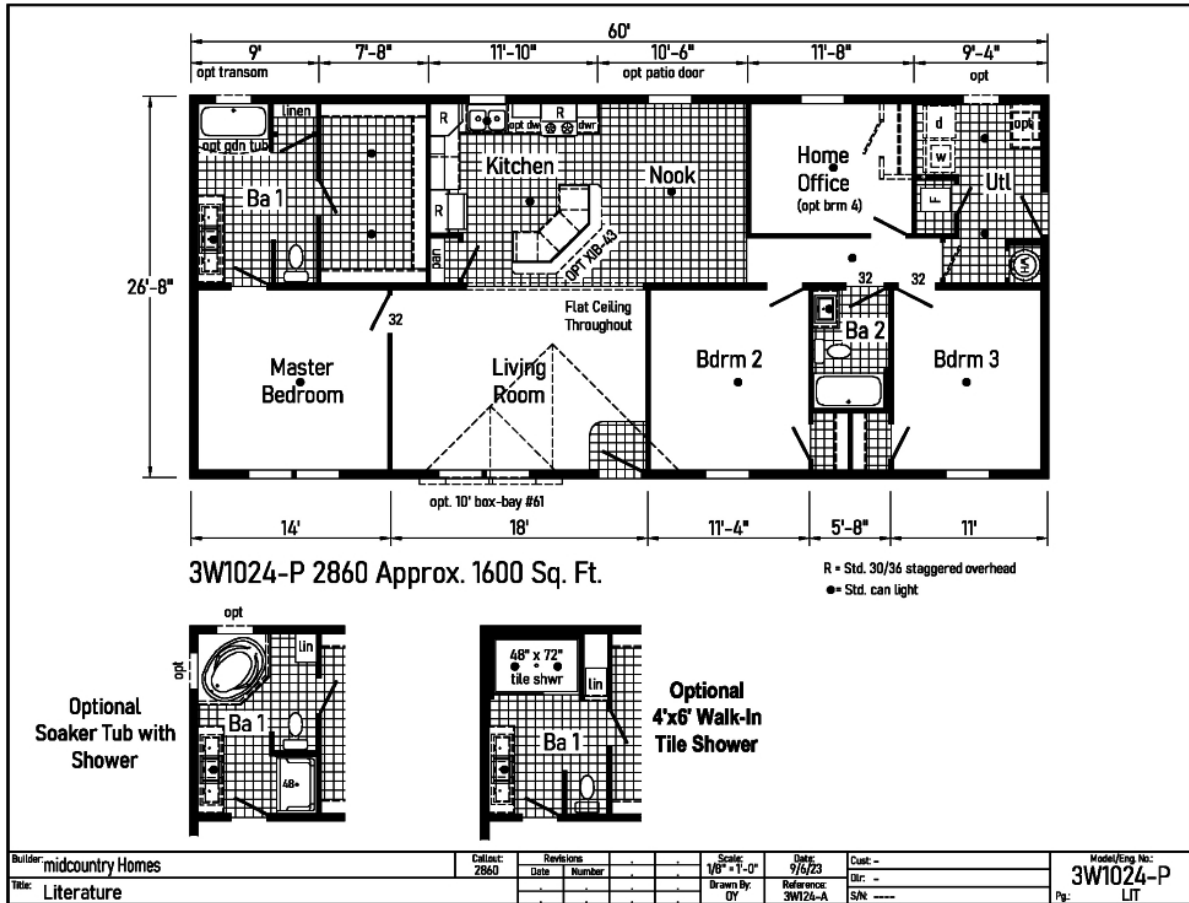 60'
9' 7'-8" 11'-10" 10'-6" 11'-8" 9'-4"
opt transom opt patio door opt
26'-8"
linen
opt gdn tub
Ba 1
R
opt dw
R
dwr
Kitchen
R
pan
OPT XIB-43
Nook
Home
Office
(opt brm 4)
d
w
opt
F
Utl
WH
32
32
32
Flat Ceiling
Throughout
Master
Bedroom
Living
Room
Bdrm 2
Ba 2
Bdrm 3
opt. 10' box-bay #61
14' 18' 11'-4" 5'-8" 11'
3W1024-P 2860 Approx. 1600 Sq. Ft.
R = Std. 30/36 staggered overhead
●= Std. can light
opt
opt
lin
Ba 1
48"
Optional
Soaker Tub with
Shower
48" x 72"
tile shwr
lin
Ba 1
Optional
4'x6' Walk-In
Tile Shower
Builder: midcountry Homes
Title: Literature
Callout:
2860
Revisions
Date Number
Scale:
1/8" = 1'-0"
Drawn By:
OY
Date:
9/6/23
Reference:
3W124-A
Cust: -
Dlr: -
S/N: ----
Model/Eng. No.:
3W1024-P
Pg.: LIT